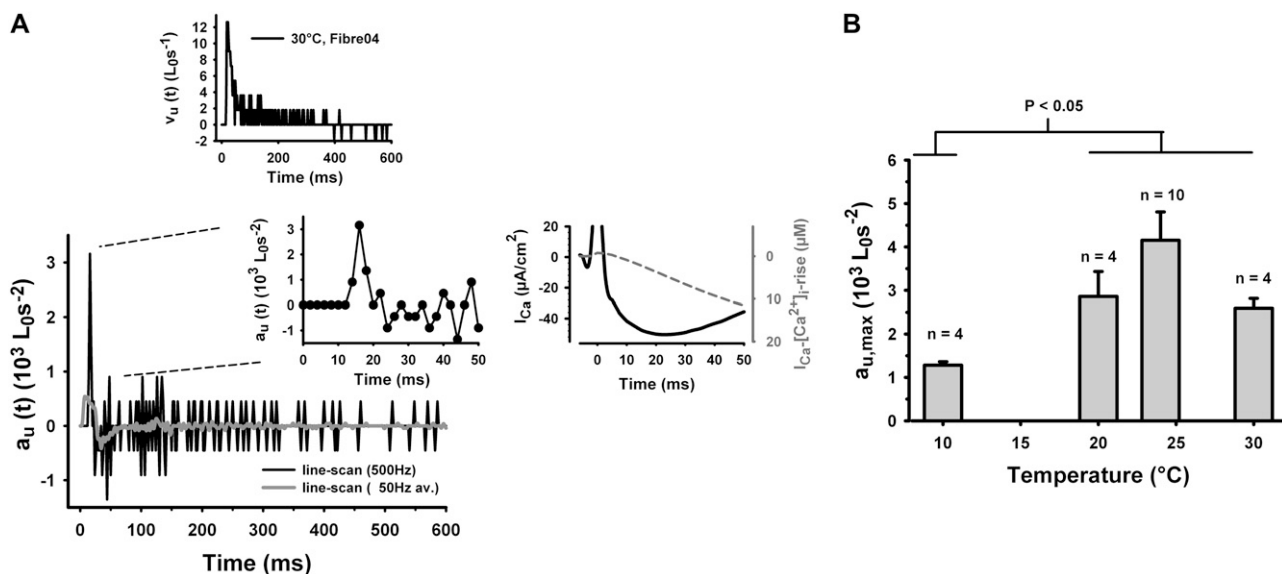 A
v_u (t) (L_0s^-1)
12
10
8
6
4
2
0
-2
30°C, Fibre04
0 200 400 600
Time (ms)
a_u (t) (10^3 L_0s^-2)
3
2
1
0
-1
0 100 200 300 400 500 600
Time (ms)
line-scan (500Hz)
line-scan ( 50Hz av.)
a_u (t) (10^3 L_0s^-2)
3
2
1
0
-1
0 10 20 30 40 50
Time (ms)
I_Ca (µA/cm^2)
20
0
-20
-40
0 10 20 30 40 50
Time (ms)
0
10
20
I_Ca-[Ca^2+]_i-rise (µM)
B
P < 0.05
a_u,max (10^3 L_0s^-2)
6
5
4
3
2
1
0
n = 4
n = 4
n = 10
n = 4
10 15 20 25 30
Temperature (°C)